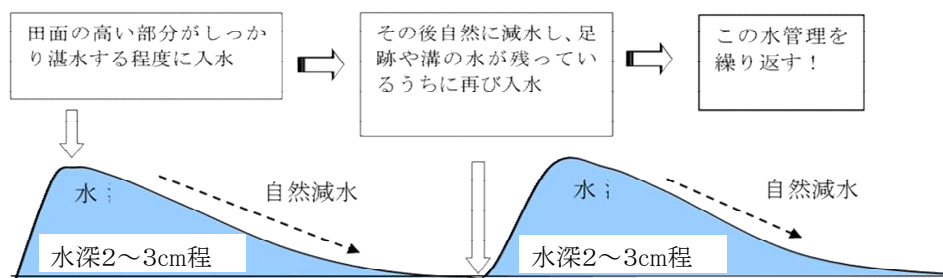 田面の高い部分がしっか
り湛水する程度に入水
その後自然に減水し、足
跡や溝の水が残ってい
るうちに再び入水
この水管理を
繰り返す！
水
自然減水
水深2～3cm程
水
自然減水
水深2～3cm程